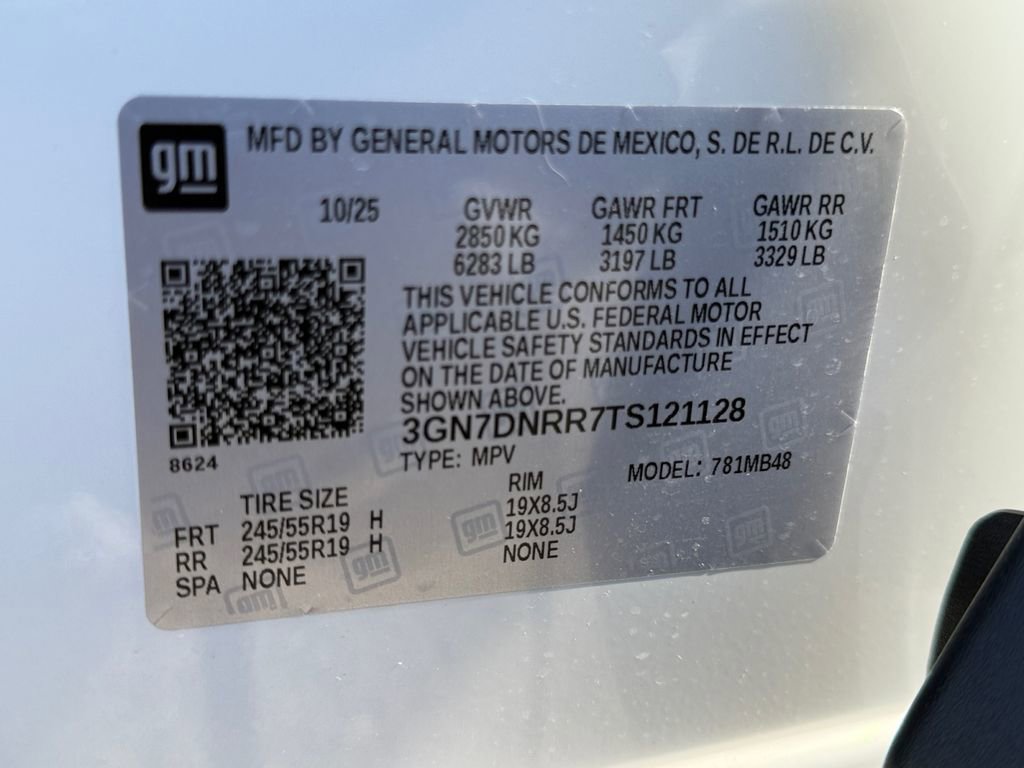 gm MFD BY GENERAL MOTORS DE MEXICO, S. DE R.L. DE C.V.
10/25 GVWR GAWR FRT GAWR RR
2850 KG 1450 KG 1510 KG
6283 LB 3197 LB 3329 LB
THIS VEHICLE CONFORMS TO ALL
APPLICABLE U.S. FEDERAL MOTOR
VEHICLE SAFETY STANDARDS IN EFFECT
ON THE DATE OF MANUFACTURE
SHOWN ABOVE.
3GN7DNRR7TS121128
8624 TYPE: MPV MODEL: 781MB48
TIRE SIZE RIM
FRT 245/55R19 H 19X8.5J
RR 245/55R19 H 19X8.5J
SPA NONE NONE